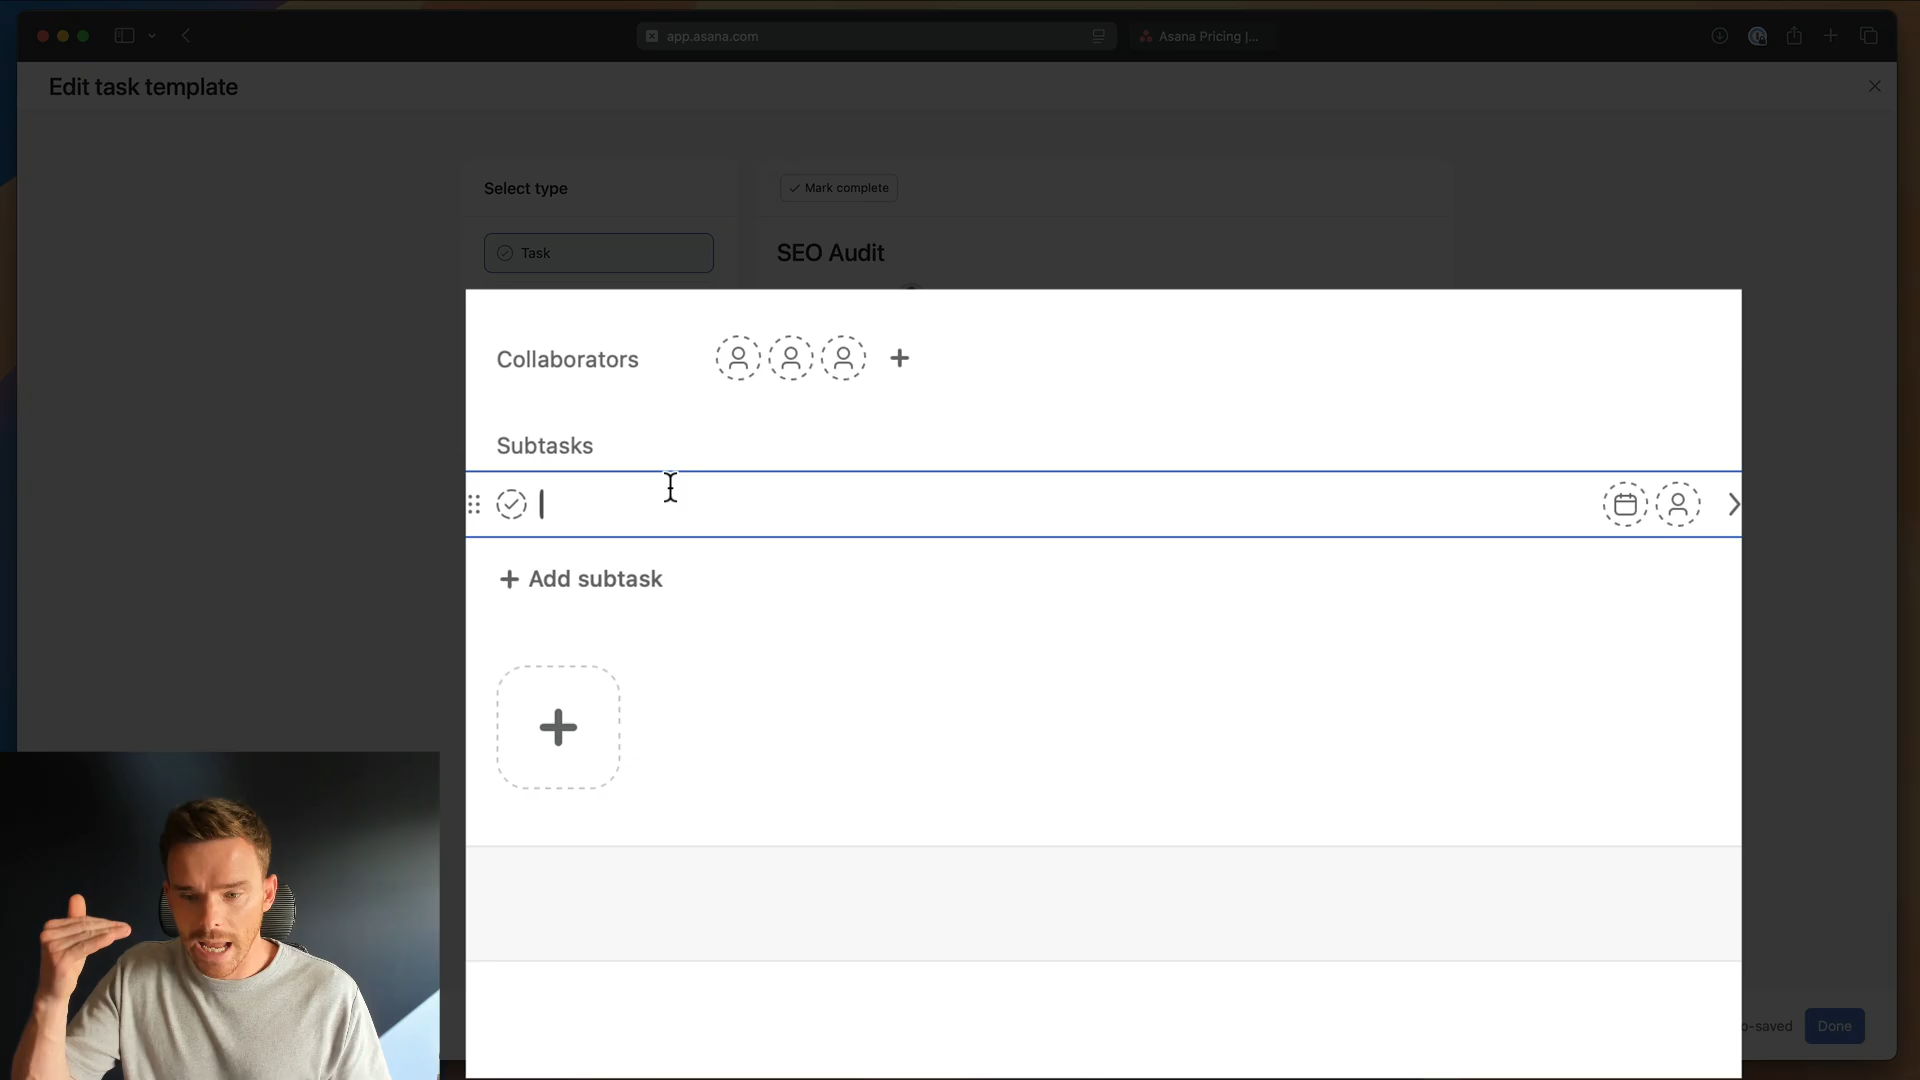 app.asana.com
Asana Pricing |...
Edit task template
Select type
Mark complete
Task
SEO Audit
Collaborators
Subtasks
Add subtask
o-saved
Done